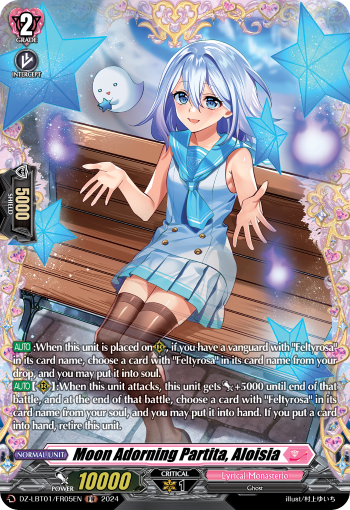 2
GRADE
INTERCEPT
5000
SHIELD
AUTO:When this unit is placed on R, if you have a vanguard with "Feltyrosa"
in its card name, choose a card with "Feltyrosa" in its card name from your
drop, and you may put it into soul.
AUTO(R):When this unit attacks, this unit gets +5000 until end of that
battle, and at the end of that battle, choose a card with "Feltyrosa" in its
card name from your soul, and you may put it into hand. If you put a card
into hand, retire this unit.
NORMAL UNIT
Moon Adorning Partita, Aloisia
POWER 10000
CRITICAL
1
Lyrical Monasterio
Ghost
DZ-LBT01/FR05EN FR 2024
illust/村上ゆいち